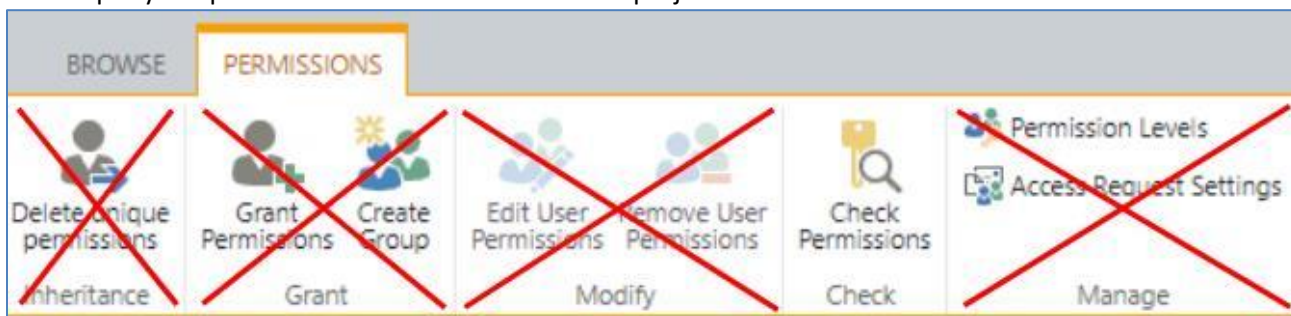 BROWSE PERMISSIONS
Delete unique
permissions
Inheritance
Grant
Permissions
Create
Group
Grant
Edit User
Permissions
Remove User
Permissions
Modify
Check
Permissions
Check
Permission Levels
Access Request Settings
Manage